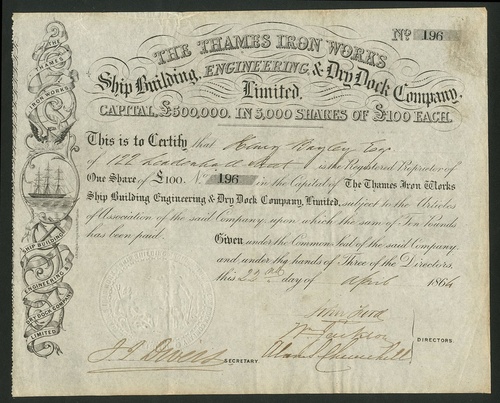 No 196
THE THAMES IRON WORKS
Ship Building, ENGINEERING, & Dry Dock Company,
Limited.
CAPITAL, £500,000. IN 5,000 SHARES OF £100 EACH.
This is to Certify that Henry Bayley Esqr
of 122 Leadenhall Street is the Registered Proprietor of
One Share of £100. No 196 in the Capital of The Thames Iron Works
Ship Building Engineering & Dry Dock Company, Limited, subject to the Articles
of Association of the said Company upon which the sum of Ten Pounds
has been paid.
Given under the Common Seal of the said Company
and under the hands of Three of the Directors,
this 22nd day of April 1864
John Ford
DIRECTORS.
SECRETARY.
THE THAMES
IRON WORKS
SHIP BUILDING
ENGINEERING &
DRY DOCK COMPANY
LIMITED